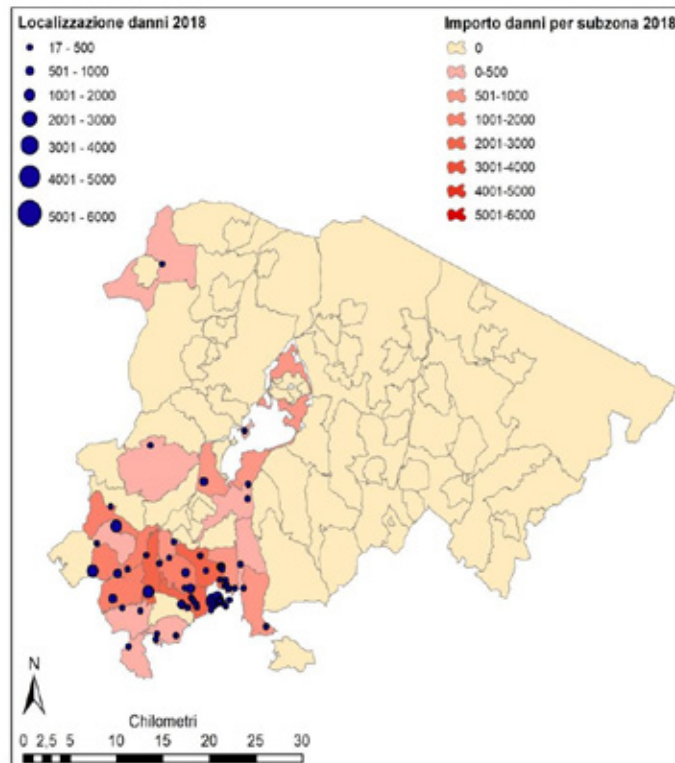 Localizzazione danni 2018
17 - 500
501 - 1000
1001 - 2000
2001 - 3000
3001 - 4000
4001 - 5000
5001 - 6000
Importo danni per subzona 2018
0
0-500
501-1000
1001-2000
2001-3000
3001-4000
4001-5000
5001-6000
N
Chilometri
0 2,5 5 10 15 20 25 30